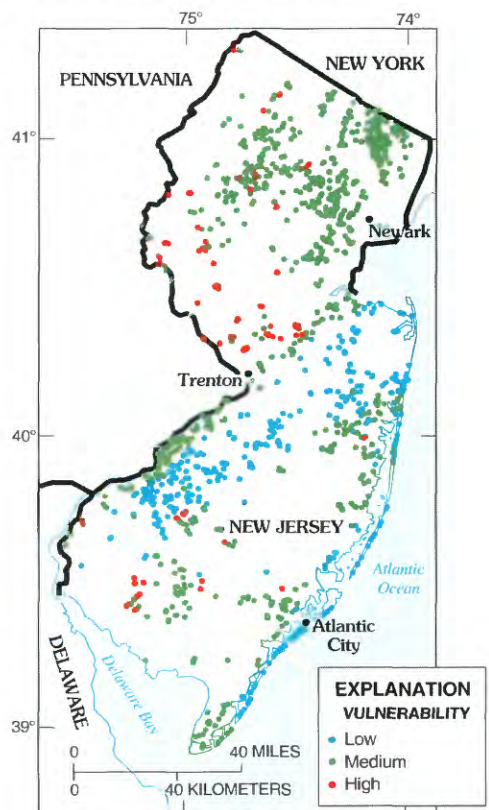 75°
74°
PENNSYLVANIA
NEW YORK
41°
Newark
Trenton
40°
NEW JERSEY
Atlantic
Ocean
Atlantic
City
DELAWARE
Delaware Bay
39°
0 40 MILES
0 40 KILOMETERS
EXPLANATION
VULNERABILITY
Low
Medium
High